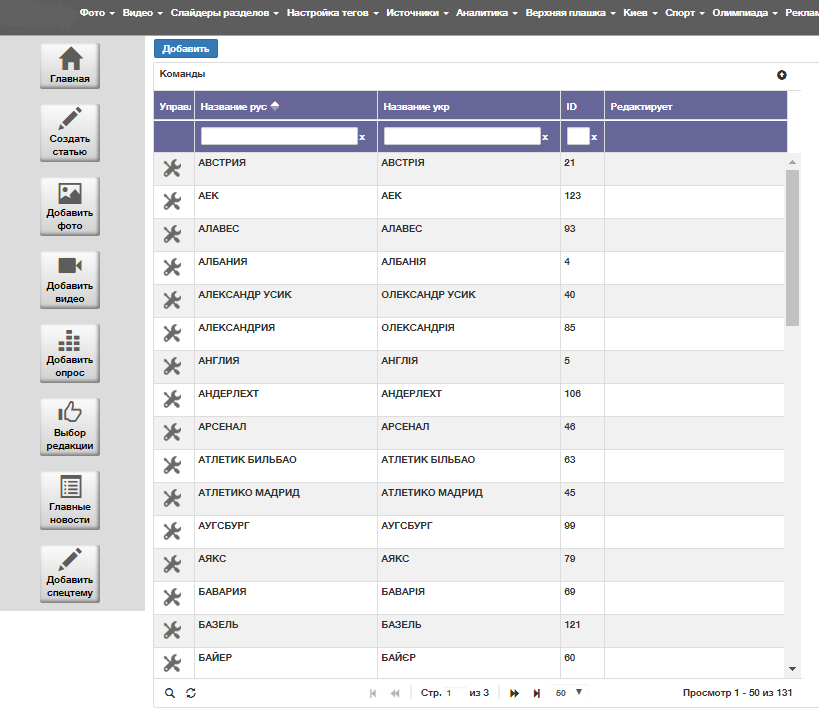 Фото Видео Слайдеры разделов Настройка тегов Источники Аналитика Верхняя плашка Киев Спорт Олимпиада Реклам
Главная
Создать
статью
Добавить
фото
Добавить
видео
Добавить
опрос
Выбор
редакции
Главные
новости
Добавить
спецтему
Добавить
Команды
Управл Название рус Название укр ID Редактирует
x x x
АВСТРИЯ АВСТРІЯ 21
АЕК АЕК 123
АЛАВЕС АЛАВЕС 93
АЛБАНИЯ АЛБАНІЯ 4
АЛЕКСАНДР УСИК ОЛЕКСАНДР УСИК 40
АЛЕКСАНДРИЯ ОЛЕКСАНДРІЯ 85
АНГЛИЯ АНГЛІЯ 5
АНДЕРЛЕХТ АНДЕРЛЕХТ 106
АРСЕНАЛ АРСЕНАЛ 46
АТЛЕТИК БИЛЬБАО АТЛЕТИК БІЛЬБАО 63
АТЛЕТИКО МАДРИД АТЛЕТИКО МАДРИД 45
АУГСБУРГ АУГСБУРГ 99
АЯКС АЯКС 79
БАВАРИЯ БАВАРІЯ 69
БАЗЕЛЬ БАЗЕЛЬ 121
БАЙЕР БАЙЄР 60
Стр. 1 из 3 50 Просмотр 1 - 50 из 131